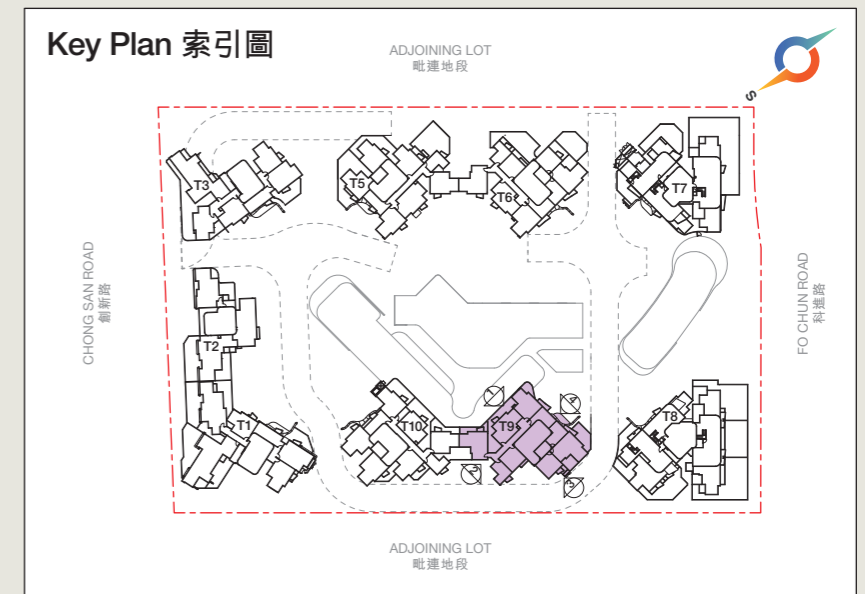 Key Plan 索引圖
ADJOINING LOT
毗連地段
S
T3
T5
T6
T7
CHONG SAN ROAD
創新路
FO CHUN ROAD
科進路
T2
T1
T10
T9
T8
ADJOINING LOT
毗連地段